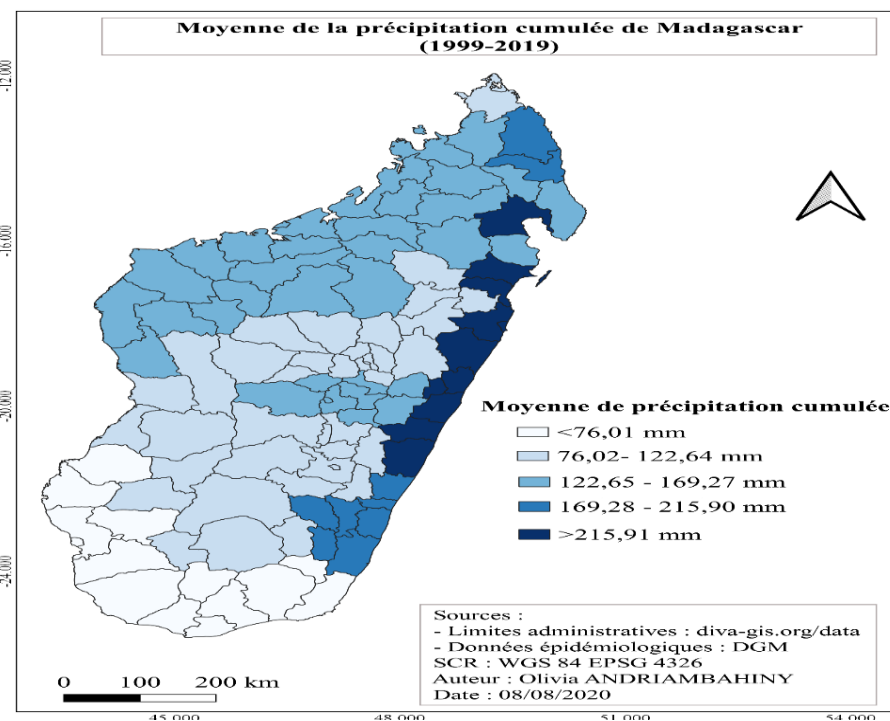 Moyenne de la précipitation cumulée de Madagascar
(1999-2019)
-12.000
-16.000
-20.000
-24.000
Moyenne de précipitation cumulée
<76,01 mm
76,02- 122,64 mm
122,65 - 169,27 mm
169,28 - 215,90 mm
>215,91 mm
Sources :
- Limites administratives : diva-gis.org/data
- Données épidémiologiques : DGM
SCR : WGS 84 EPSG 4326
Auteur : Olivia ANDRIAMBAHINY
Date : 08/08/2020
0 100 200 km
45.000 48.000 51.000 54.000